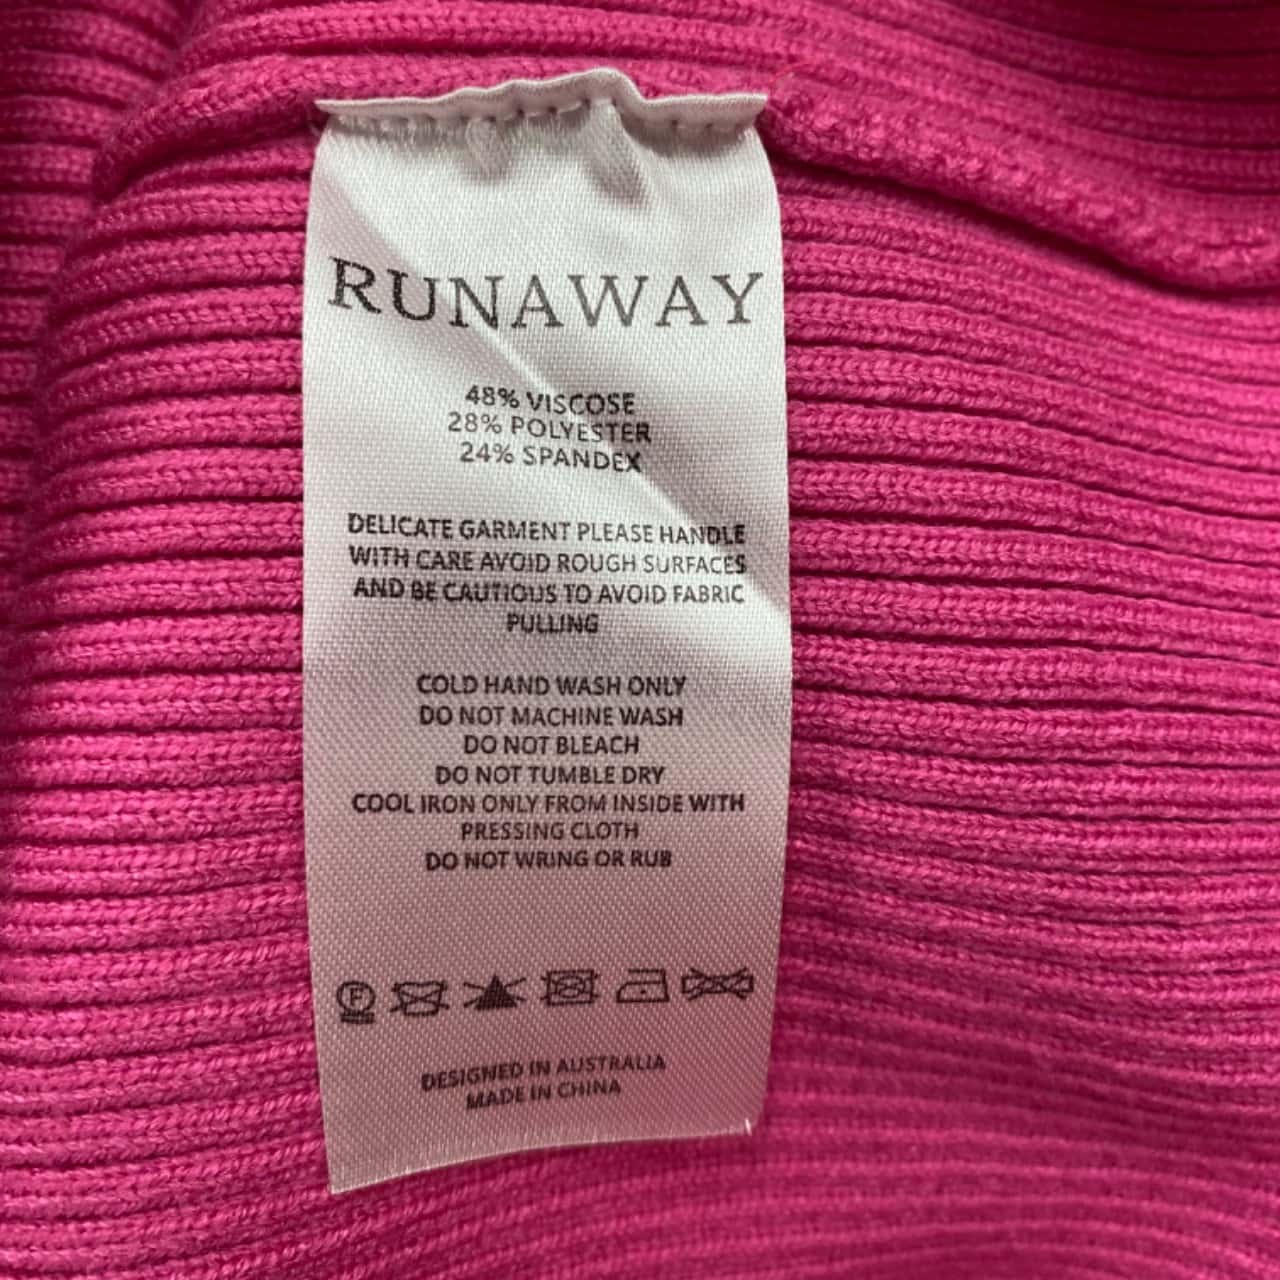 RUNAWAY
48% VISCOSE
28% POLYESTER
24% SPANDEX
DELICATE GARMENT PLEASE HANDLE
WITH CARE AVOID ROUGH SURFACES
AND BE CAUTIOUS TO AVOID FABRIC
PULLING
COLD HAND WASH ONLY
DO NOT MACHINE WASH
DO NOT BLEACH
DO NOT TUMBLE DRY
COOL IRON ONLY FROM INSIDE WITH
PRESSING CLOTH
DO NOT WRING OR RUB
F
DESIGNED IN AUSTRALIA
MADE IN CHINA